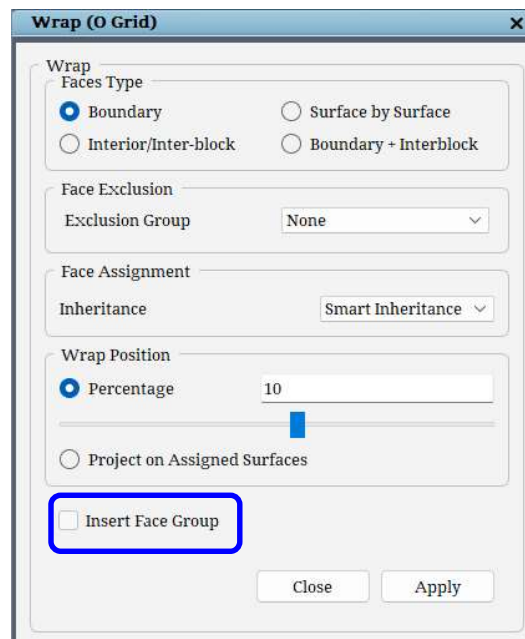 Wrap (O Grid)
×
Wrap
Faces Type
Boundary
Surface by Surface
Interior/Inter-block
Boundary + Interblock
Face Exclusion
Exclusion Group
None
Face Assignment
Inheritance
Smart Inheritance
Wrap Position
Percentage
10
Project on Assigned Surfaces
Insert Face Group
Close
Apply